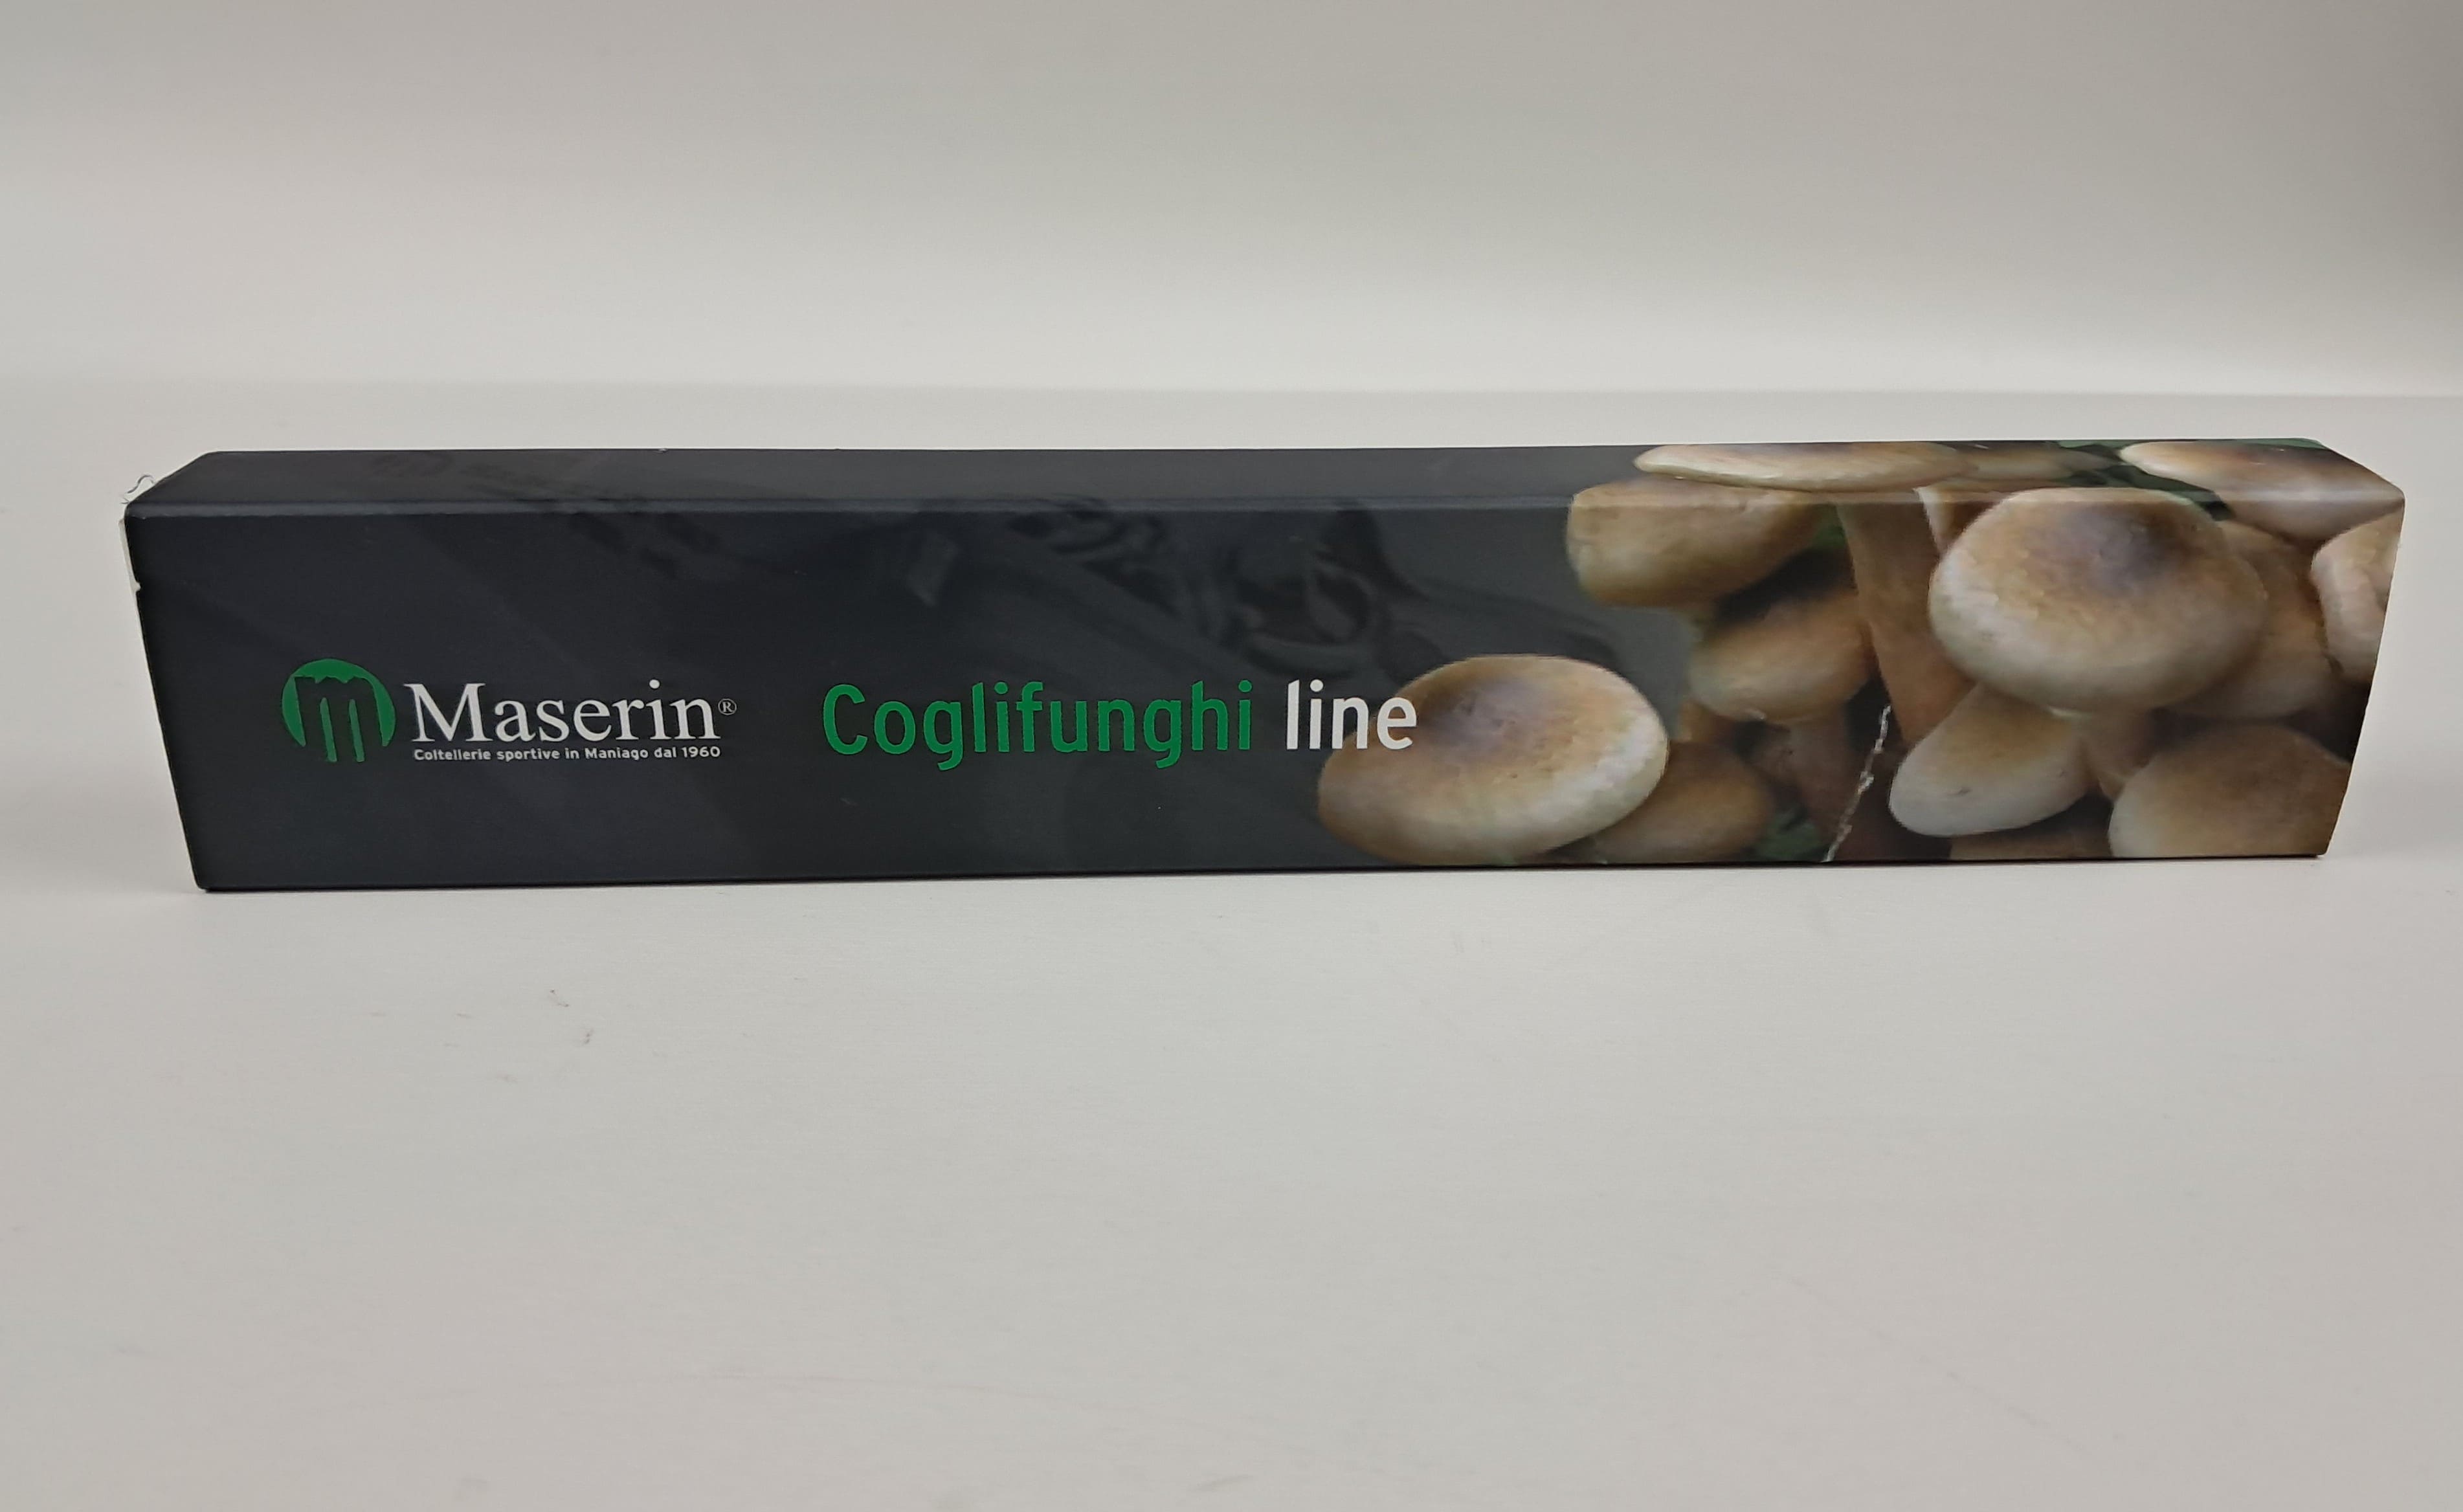 Maserin®
Coltellerie sportive in Maniago dal 1960
Coglifunghi line